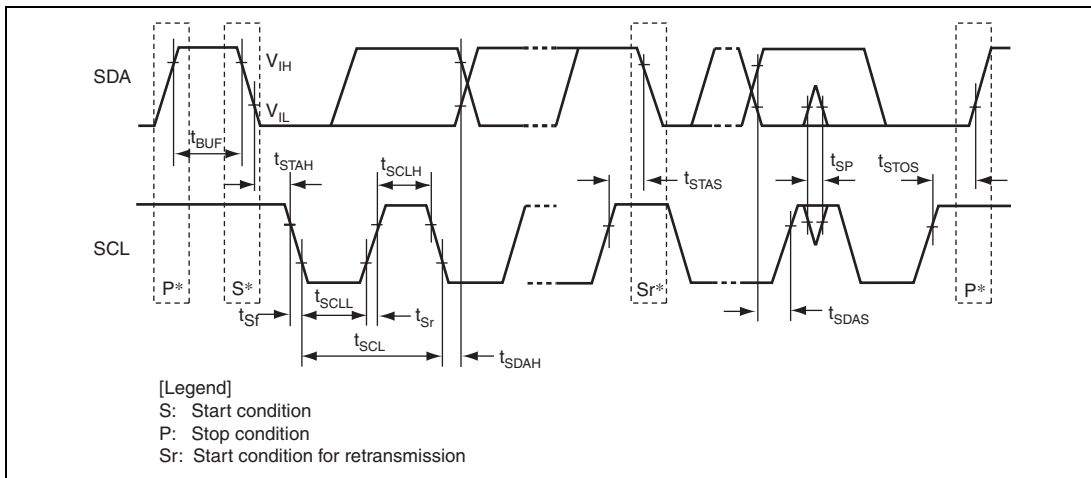 SDA
V_IH
V_IL
t_BUF
t_STAH
t_SCLH
t_STAS
t_SP
t_STOS
SCL
P*
S*
Sr*
P*
t_Sf
t_SCLL
t_Sr
t_SCL
t_SDAH
t_SDAS
[Legend]
S: Start condition
P: Stop condition
Sr: Start condition for retransmission